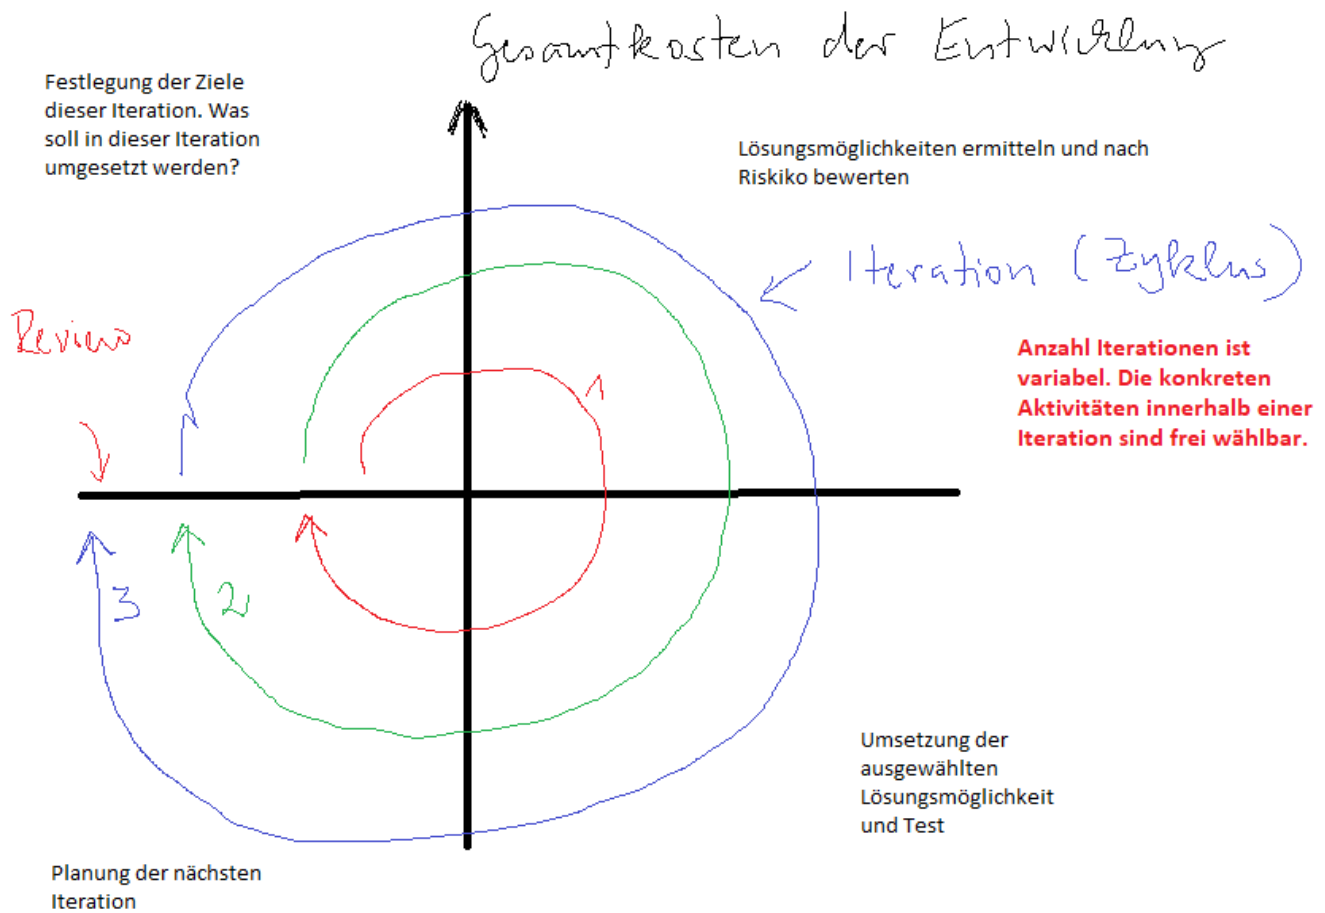 Gesamtkosten der Entwicklung
Festlegung der Ziele
dieser Iteration. Was
soll in dieser Iteration
umgesetzt werden?
Lösungsmöglichkeiten ermitteln und nach
Riskiko bewerten
Iteration (Zyklus)
Review
Anzahl Iterationen ist
variabel. Die konkreten
Aktivitäten innerhalb einer
Iteration sind frei wählbar.
1
2
3
Umsetzung der
ausgewählten
Lösungsmöglichkeit
und Test
Planung der nächsten
Iteration